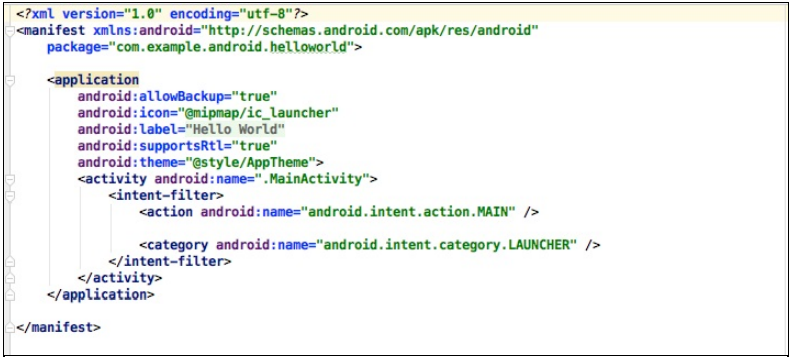 <?xml version="1.0" encoding="utf-8"?>
<manifest xmlns:android="http://schemas.android.com/apk/res/android"
    package="com.example.android.helloworld">

    <application
        android:allowBackup="true"
        android:icon="@mipmap/ic_launcher"
        android:label="Hello World"
        android:supportsRtl="true"
        android:theme="@style/AppTheme">
        <activity android:name=".MainActivity">
            <intent-filter>
                <action android:name="android.intent.action.MAIN" />

                <category android:name="android.intent.category.LAUNCHER" />
            </intent-filter>
        </activity>
    </application>

</manifest>